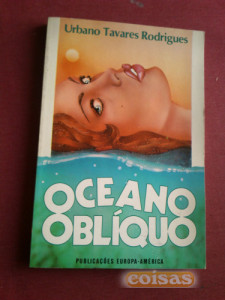 Urbano Tavares Rodrigues
OCEANO
OBLÍQUO
PUBLICAÇÕES EUROPA-AMÉRICA
coisas